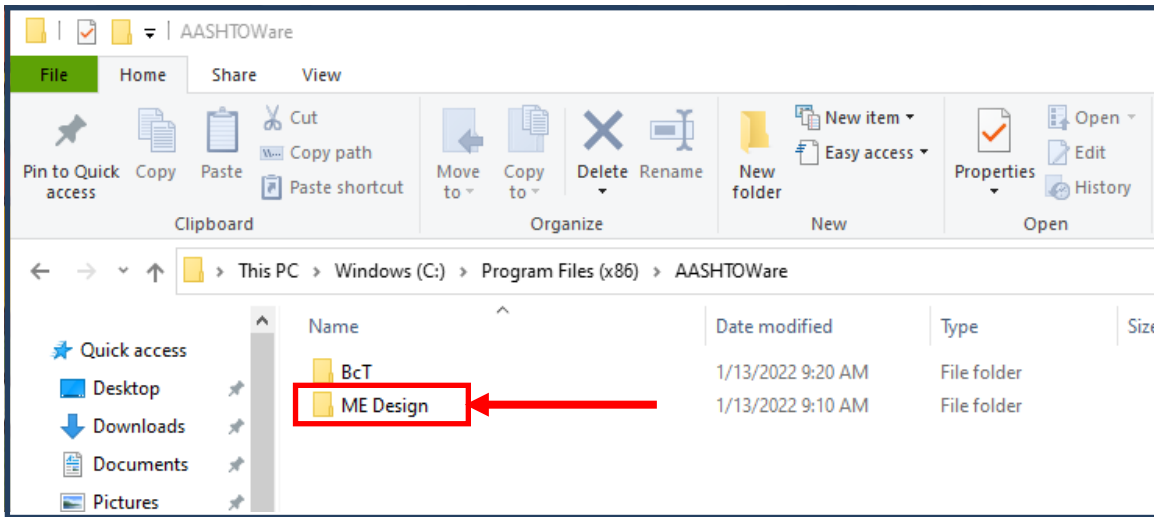 AASHTOWare
File Home Share View
Pin to Quick access
Copy
Paste
Cut
Copy path
Paste shortcut
Clipboard
Move to
Copy to
Delete
Rename
Organize
New folder
New item
Easy access
New
Properties
Open
Edit
History
Open
This PC > Windows (C:) > Program Files (x86) > AASHTOWare
Name Date modified Type Size
Quick access
Desktop
Downloads
Documents
Pictures
BcT 1/13/2022 9:20 AM File folder
ME Design 1/13/2022 9:10 AM File folder